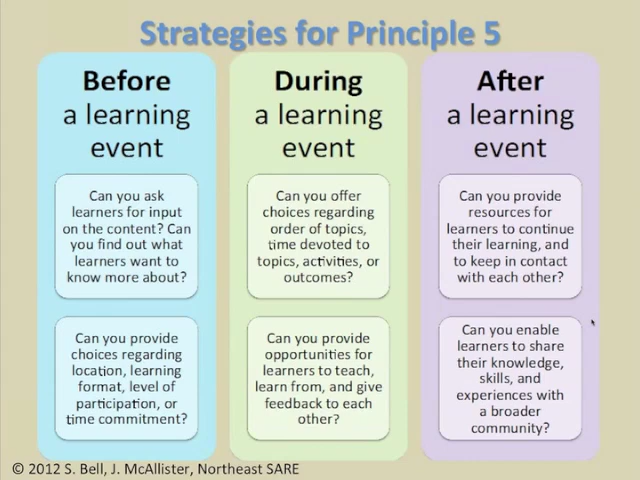 Strategies for Principle 5
Before
a learning
event
Can you ask
learners for input
on the content? Can
you find out what
learners want to
know more about?
Can you provide
choices regarding
location, learning
format, level of
participation, or
time commitment?
During
a learning
event
Can you offer
choices regarding
order of topics,
time devoted to
topics, activities, or
outcomes?
Can you provide
opportunities for
learners to teach,
learn from, and give
feedback to each
other?
After
a learning
event
Can you provide
resources for
learners to continue
their learning, and
to keep in contact
with each other?
Can you enable
learners to share
their knowledge,
skills, and
experiences with
a broader
community?
© 2012 S. Bell, J. McAllister, Northeast SARE